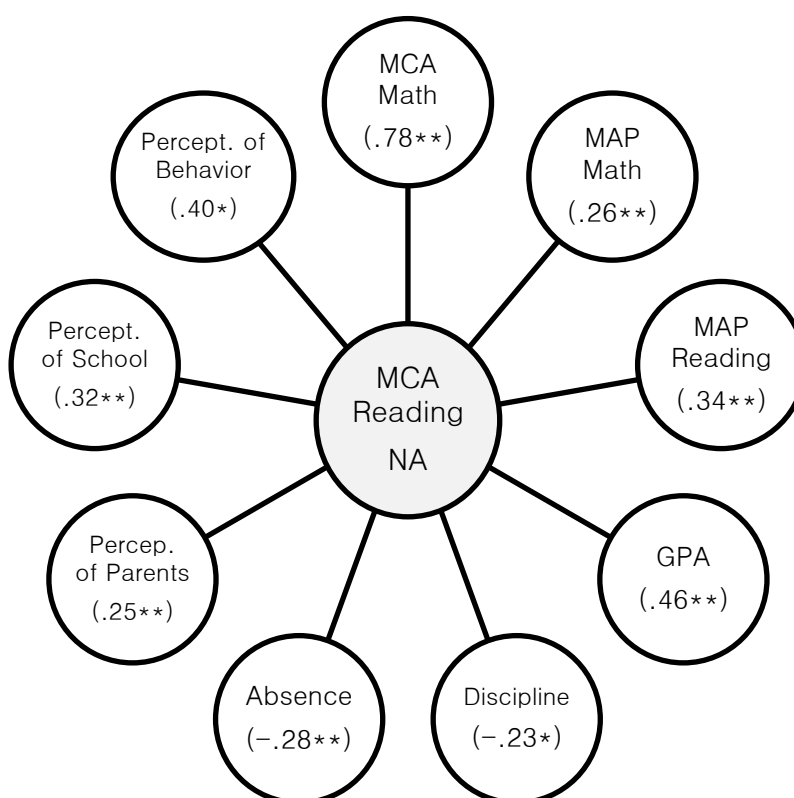 MCA
Math
(.78**)
MAP
Math
(.26**)
MAP
Reading
(.34**)
GPA
(.46**)
Discipline
(-.23*)
Absence
(-.28**)
Percep.
of Parents
(.25**)
Percept.
of School
(.32**)
Percept. of
Behavior
(.40*)
MCA
Reading
NA